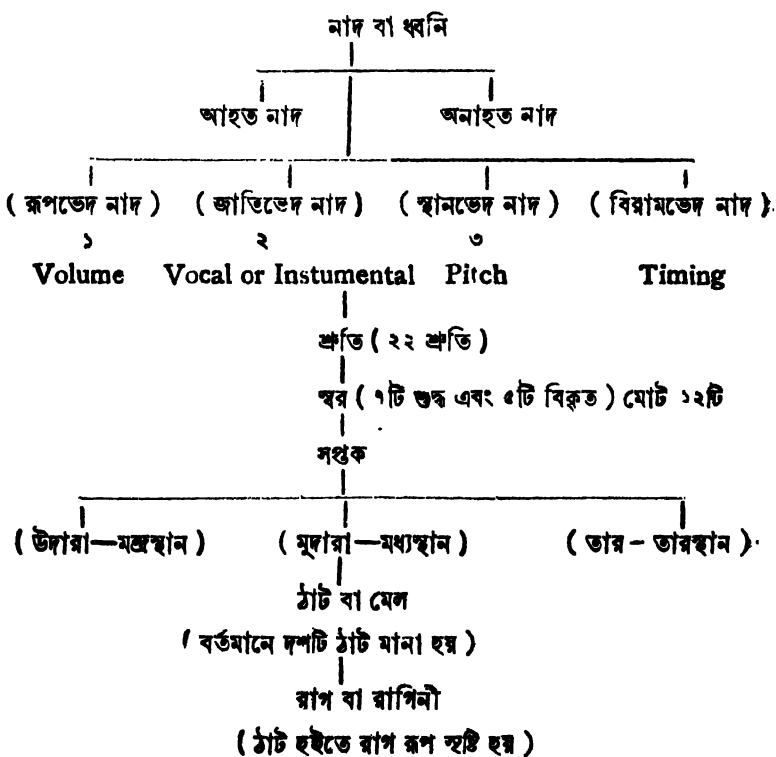 নাদ বা ধ্বনি
আহত নাদ অনাহত নাদ
( রূপভেদ নাদ ) ( জাতিভেদ নাদ ) ( স্থানভেদ নাদ ) ( বিরামভেদ নাদ )
১ ২ ৩
Volume Vocal or Instumental Pitch Timing
শ্রুতি ( ২২ শ্রুতি )
স্বর ( ৭টি শুদ্ধ এবং ৫টি বিকৃত ) মোট ১২টি
সপ্তক
( উদারা—মন্দ্রস্থান ) ( মুদারা—মধ্যস্থান ) ( তার – তারস্থান )
ঠাট বা মেল
( বর্তমানে দশটি ঠাট মানা হয় )
রাগ বা রাগিনী
( ঠাট হইতে রাগ রূপ সৃষ্টি হয় )